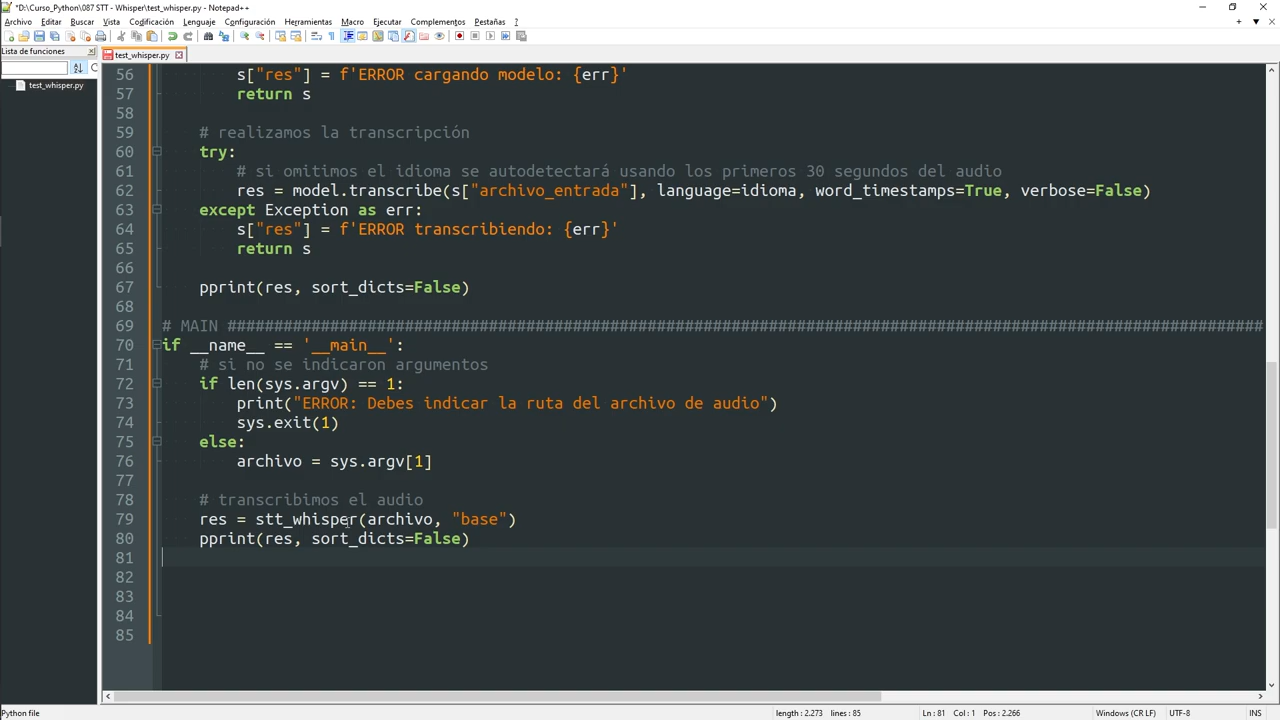 *D:\Curso_Python\087 STT - Whisper\test_whisper.py - Notepad++
Archivo Editar Buscar Vista Codificación Lenguaje Configuración Herramientas Macro Ejecutar Complementos Pestañas ?
Lista de funciones
test_whisper.py
test_whisper.py
56 s["res"] = f'ERROR cargando modelo: {err}'
57 return s
58
59 # realizamos la transcripción
60 try:
61 # si omitimos el idioma se autodetectará usando los primeros 30 segundos del audio
62 res = model.transcribe(s["archivo_entrada"], language=idioma, word_timestamps=True, verbose=False)
63 except Exception as err:
64 s["res"] = f'ERROR transcribiendo: {err}'
65 return s
66
67 pprint(res, sort_dicts=False)
68
69 # MAIN ###############################################################################################################
70 if __name__ == '__main__':
71 # si no se indicaron argumentos
72 if len(sys.argv) == 1:
73 print("ERROR: Debes indicar la ruta del archivo de audio")
74 sys.exit(1)
75 else:
76 archivo = sys.argv[1]
77
78 # transcribimos el audio
79 res = stt_whisper(archivo, "base")
80 pprint(res, sort_dicts=False)
81
82
83
84
85
Python file length : 2.273 lines : 85 Ln : 81 Col : 1 Pos : 2.266 Windows (CR LF) UTF-8 INS